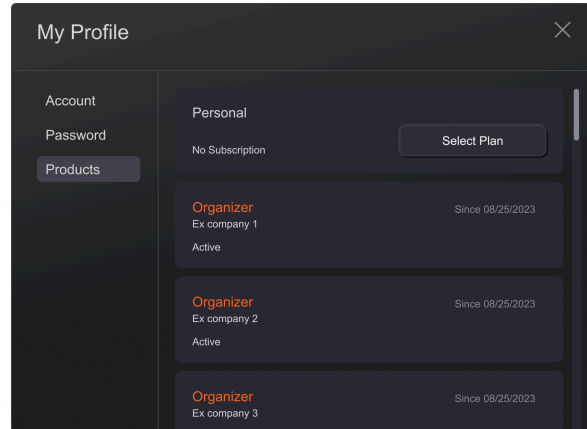 My Profile
Account
Password
Products
Personal
No Subscription
Select Plan
Organizer
Since 08/25/2023
Ex company 1
Active
Organizer
Since 08/25/2023
Ex company 2
Active
Organizer
Since 08/25/2023
Ex company 3